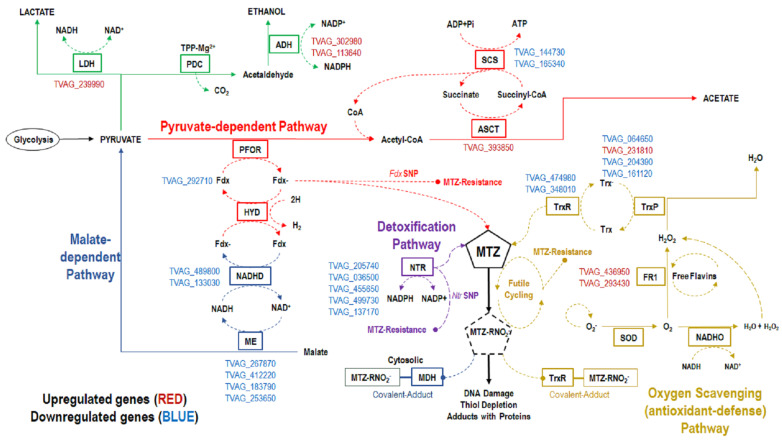 LACTATE
NADH
NAD⁺
LDH
TVAG_239990
TPP-Mg²⁺
PDC
CO₂
ETHANOL
ADH
Acetaldehyde
NADP⁺
TVAG_302980
TVAG_113640
NADPH
ADP+Pi
ATP
SCS
TVAG_144730
TVAG_165340
Succinate
Succinyl-CoA
CoA
ASCT
TVAG_393850
ACETATE
Glycolysis
PYRUVATE
Pyruvate-dependent Pathway
Acetyl-CoA
PFOR
TVAG_292710
Fdx
Fdx-
Fdx SNP
MTZ-Resistance
2H
HYD
H₂
Fdx-
Fdx
Malate-
dependent
Pathway
TVAG_489800
TVAG_133030
NADHD
NADH
NAD⁺
ME
Malate
TVAG_267870
TVAG_412220
TVAG_183790
TVAG_253650
Detoxification
Pathway
TVAG_205740
TVAG_036500
TVAG_455650
TVAG_499730
TVAG_137170
NTR
NADPH
NADP+
Ntr SNP
MTZ-Resistance
MTZ
Futile
Cycling
MTZ-Resistance
MTZ-RNO₂·
Cytosolic
MTZ-RNO₂⁻
MDH
Covalent-Adduct
TrxR
MTZ-RNO₂⁻
Covalent-Adduct
DNA Damage
Thiol Depletion
Adducts with Proteins
TVAG_474980
TVAG_348010
TrxR
TVAG_064650
TVAG_231810
TVAG_204390
TVAG_161120
Trx⁻
Trx
TrxP
H₂O
H₂O₂
TVAG_436950
TVAG_293430
FR1
Free Flavins
O₂⁻
SOD
O₂
NADHO
H₂O + H₂O₂
NADH
NAD⁺
Oxygen Scavenging
(antioxidant-defense)
Pathway
Upregulated genes (RED)
Downregulated genes (BLUE)